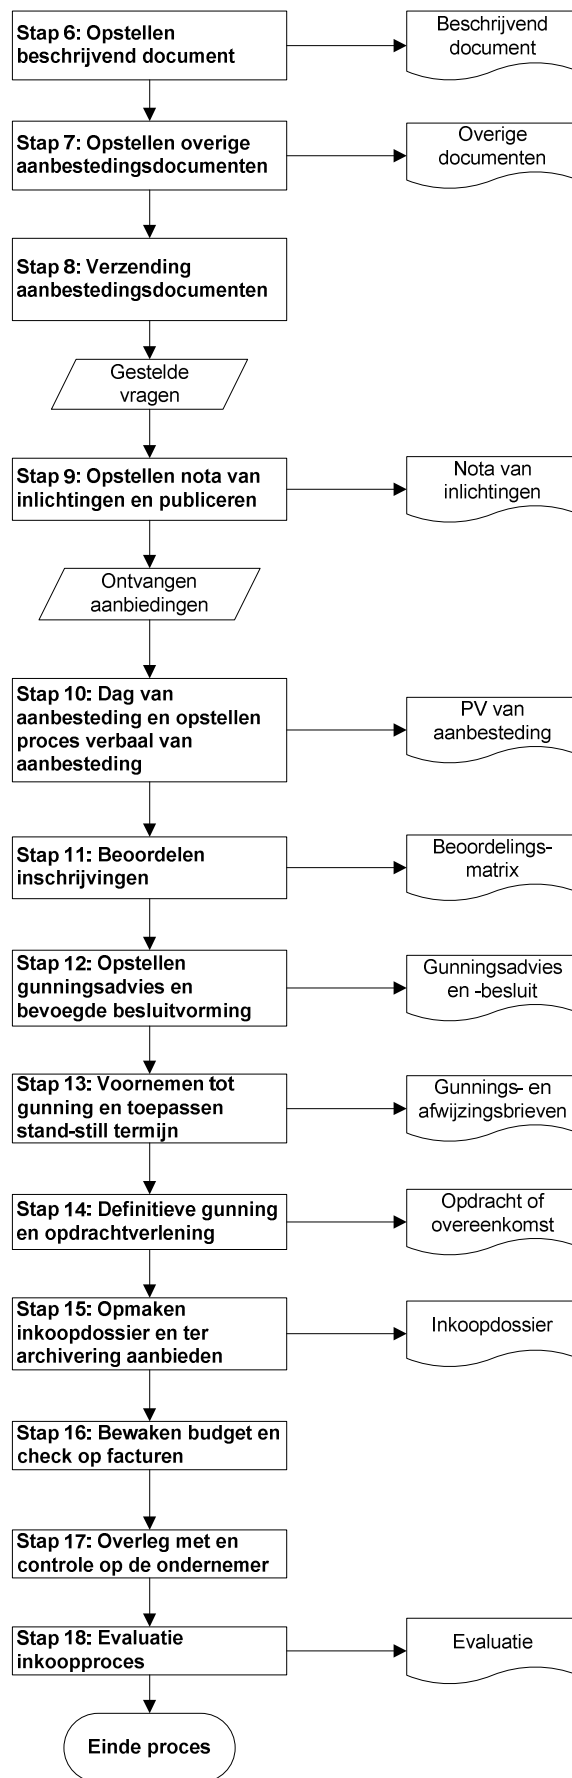 Stap 6: Opstellen
beschrijvend document
Beschrijvend
document
Stap 7: Opstellen overige
aanbestedingsdocumenten
Overige
documenten
Stap 8: Verzending
aanbestedingsdocumenten
Gestelde
vragen
Stap 9: Opstellen nota van
inlichtingen en publiceren
Nota van
inlichtingen
Ontvangen
aanbiedingen
Stap 10: Dag van
aanbesteding en opstellen
proces verbaal van
aanbesteding
PV van
aanbesteding
Stap 11: Beoordelen
inschrijvingen
Beoordelings-
matrix
Stap 12: Opstellen
gunningsadvies en
bevoegde besluitvorming
Gunningsadvies
en -besluit
Stap 13: Voornemen tot
gunning en toepassen
stand-still termijn
Gunnings- en
afwijzingsbrieven
Stap 14: Definitieve gunning
en opdrachtverlening
Opdracht of
overeenkomst
Stap 15: Opmaken
inkoopdossier en ter
archivering aanbieden
Inkoopdossier
Stap 16: Bewaken budget en
check op facturen
Stap 17: Overleg met en
controle op de ondernemer
Stap 18: Evaluatie
inkoopproces
Evaluatie
Einde proces